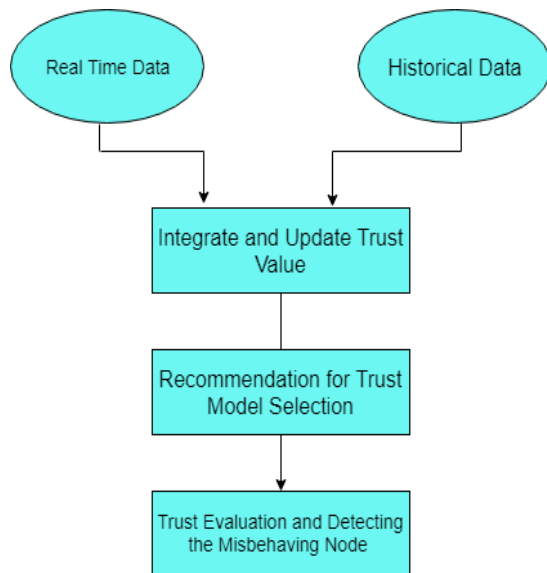 Real Time Data
Historical Data
Integrate and Update Trust
Value
Recommendation for Trust
Model Selection
Trust Evaluation and Detecting
the Misbehaving Node